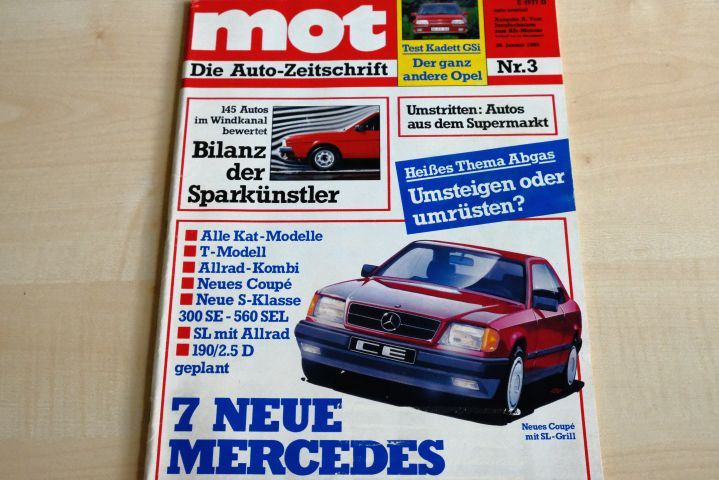 mot
Die Auto-Zeitschrift
Test Kadett GSi
Der ganz
andere Opel
Nr. 3
145 Autos
im Windkanal
bewertet
Bilanz
der
Sparkünstler
Umstritten: Autos
aus dem Supermarkt
Heißes Thema Abgas
Umsteigen oder
umrüsten?
Alle Kat-Modelle
T-Modell
Allrad-Kombi
Neues Coupé
Neue S-Klasse
300 SE - 560 SEL
SL mit Allrad
190/2.5 D
geplant
CE
7 NEUE
MERCEDES
Neues Coupé
mit SL-Grill